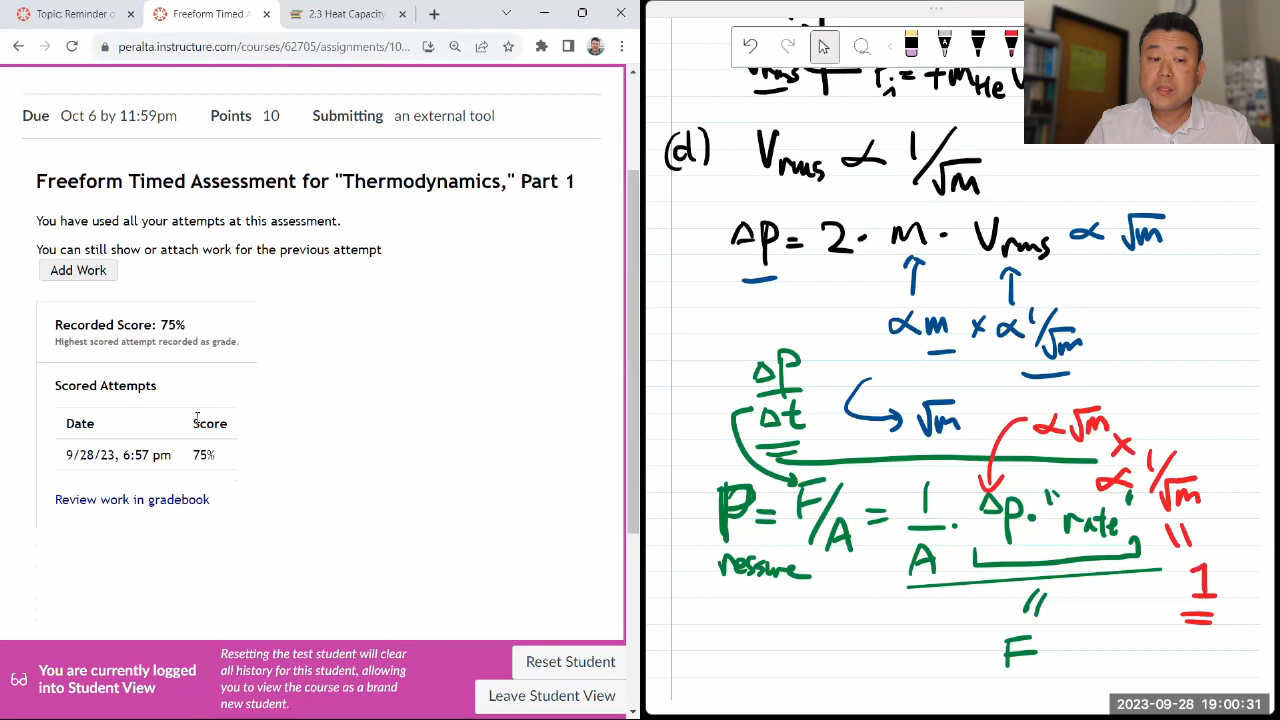 Topic: Reminder o
Freeform Timed A
2.3 Heat Capacit
peralta.instructure.com/courses/62705/assignments/10...
Due Oct 6 by 11:59pm Points 10 Submitting an external tool
Freeform Timed Assessment for "Thermodynamics," Part 1
You have used all your attempts at this assessment.
You can still show or attach work for the previous attempt
Add Work
Recorded Score: 75%
Highest scored attempt recorded as grade.
Scored Attempts
Date Score
9/28/23, 6:57 pm 75%
Review work in gradebook
You are currently logged into Student View
Resetting the test student will clear all history for this student, allowing you to view the course as a brand new student.
Reset Student
Leave Student View
(d) Vrms ∝ 1/√m
Δp = 2 · m · Vrms ∝ √m
∝ m × ∝ 1/√m
√m
Δp/Δt
∝ √m × ∝ 1/√m = 1
Pressure = F/A = 1/A · Δp · "rate"
= F
2023-09-28 19:00:31